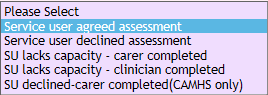 Please Select
Service user agreed assessment
Service user declined assessment
SU lacks capacity - carer completed
SU lacks capacity - clinician completed
SU declined-carer completed(CAMHS only)